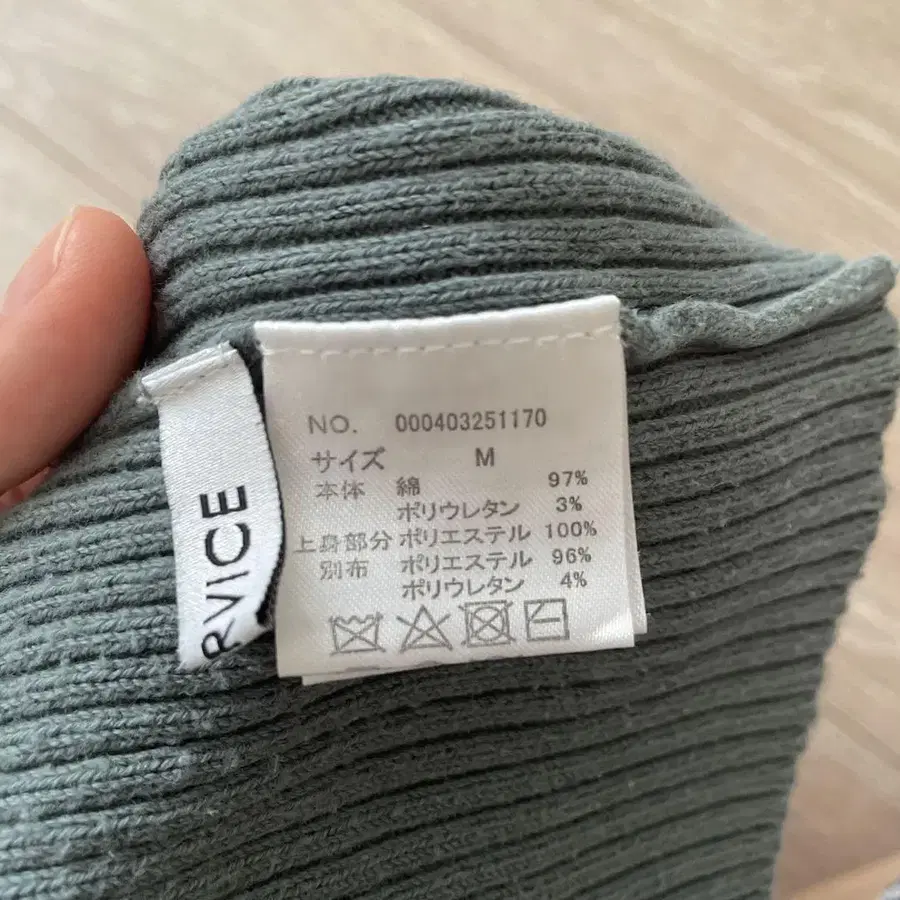 NO. 000403251170
サイズ M
本体 綿 97%
ポリウレタン 3%
上身部分 ポリエステル 100%
別布 ポリエステル 96%
ポリウレタン 4%
RVICE